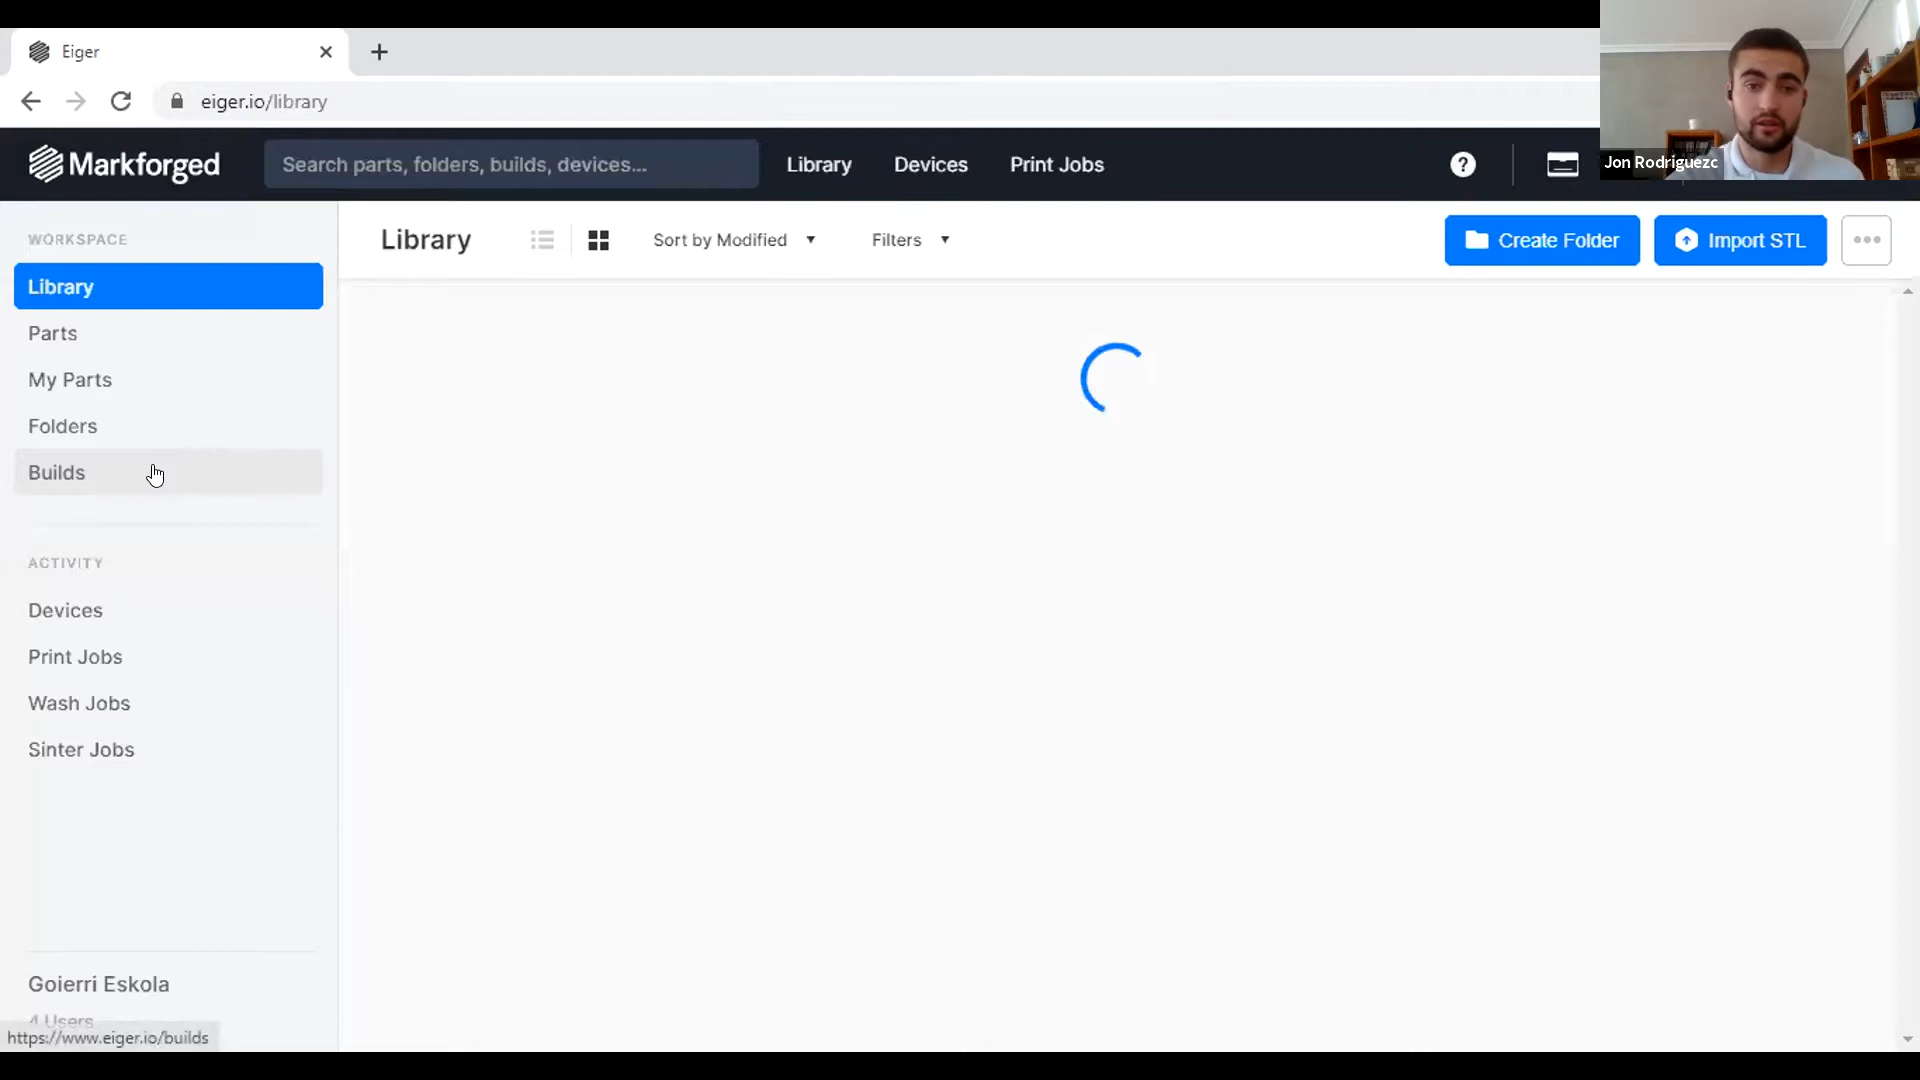 Eiger
eiger.io/library
Jon Rodriguezc
Markforged
Search parts, folders, builds, devices...
Library
Devices
Print Jobs
WORKSPACE
Library
Parts
My Parts
Folders
Builds
ACTIVITY
Devices
Print Jobs
Wash Jobs
Sinter Jobs
Goierri Eskola
4 Users
https://www.eiger.io/builds
Library
Sort by Modified
Filters
Create Folder
Import STL